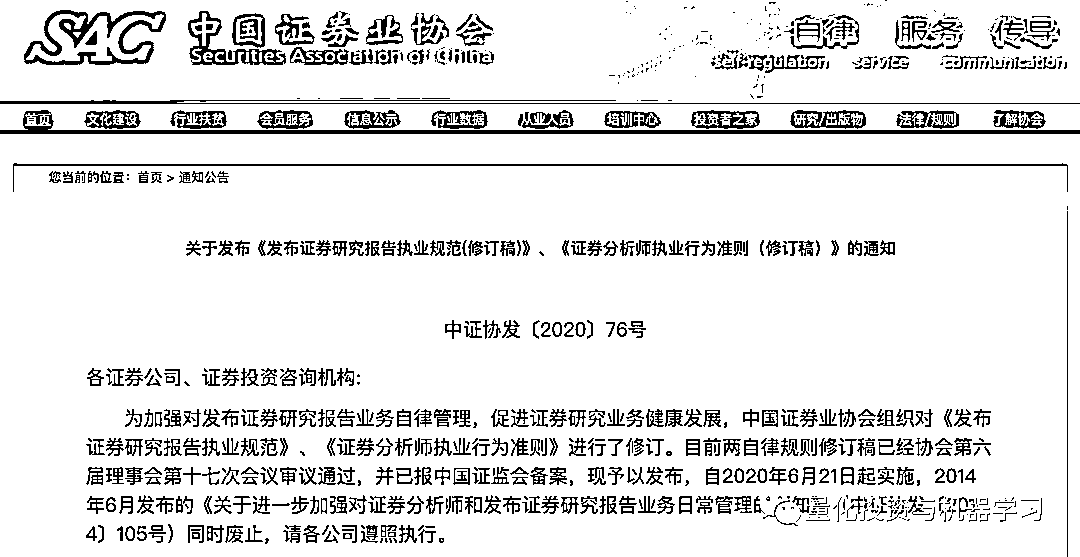 SAC 中国证券业协会 自律 服务 传导
Securities Association of China self-regulation service communication
首页 文化建设 行业扶贫 会员服务 信息公示 行业数据 从业人员 培训中心 投资者之家 研究/出版物 法律/规则 了解协会
您当前的位置：首页 > 通知公告
关于发布《发布证券研究报告执业规范(修订稿)》、《证券分析师执业行为准则（修订稿）》的通知
中证协发〔2020〕76号
各证券公司、证券投资咨询机构:
为加强对发布证券研究报告业务自律管理，促进证券研究业务健康发展，中国证券业协会组织对《发布
证券研究报告执业规范》、《证券分析师执业行为准则》进行了修订。目前两自律规则修订稿已经协会第六
届理事会第十七次会议审议通过，并已报中国证监会备案，现予以发布，自2020年6月21日起实施，2014
年6月发布的《关于进一步加强对证券分析师和发布证券研究报告业务日常管理的
4〕105号）同时废止，请各公司遵照执行。
量化投资与机器学习